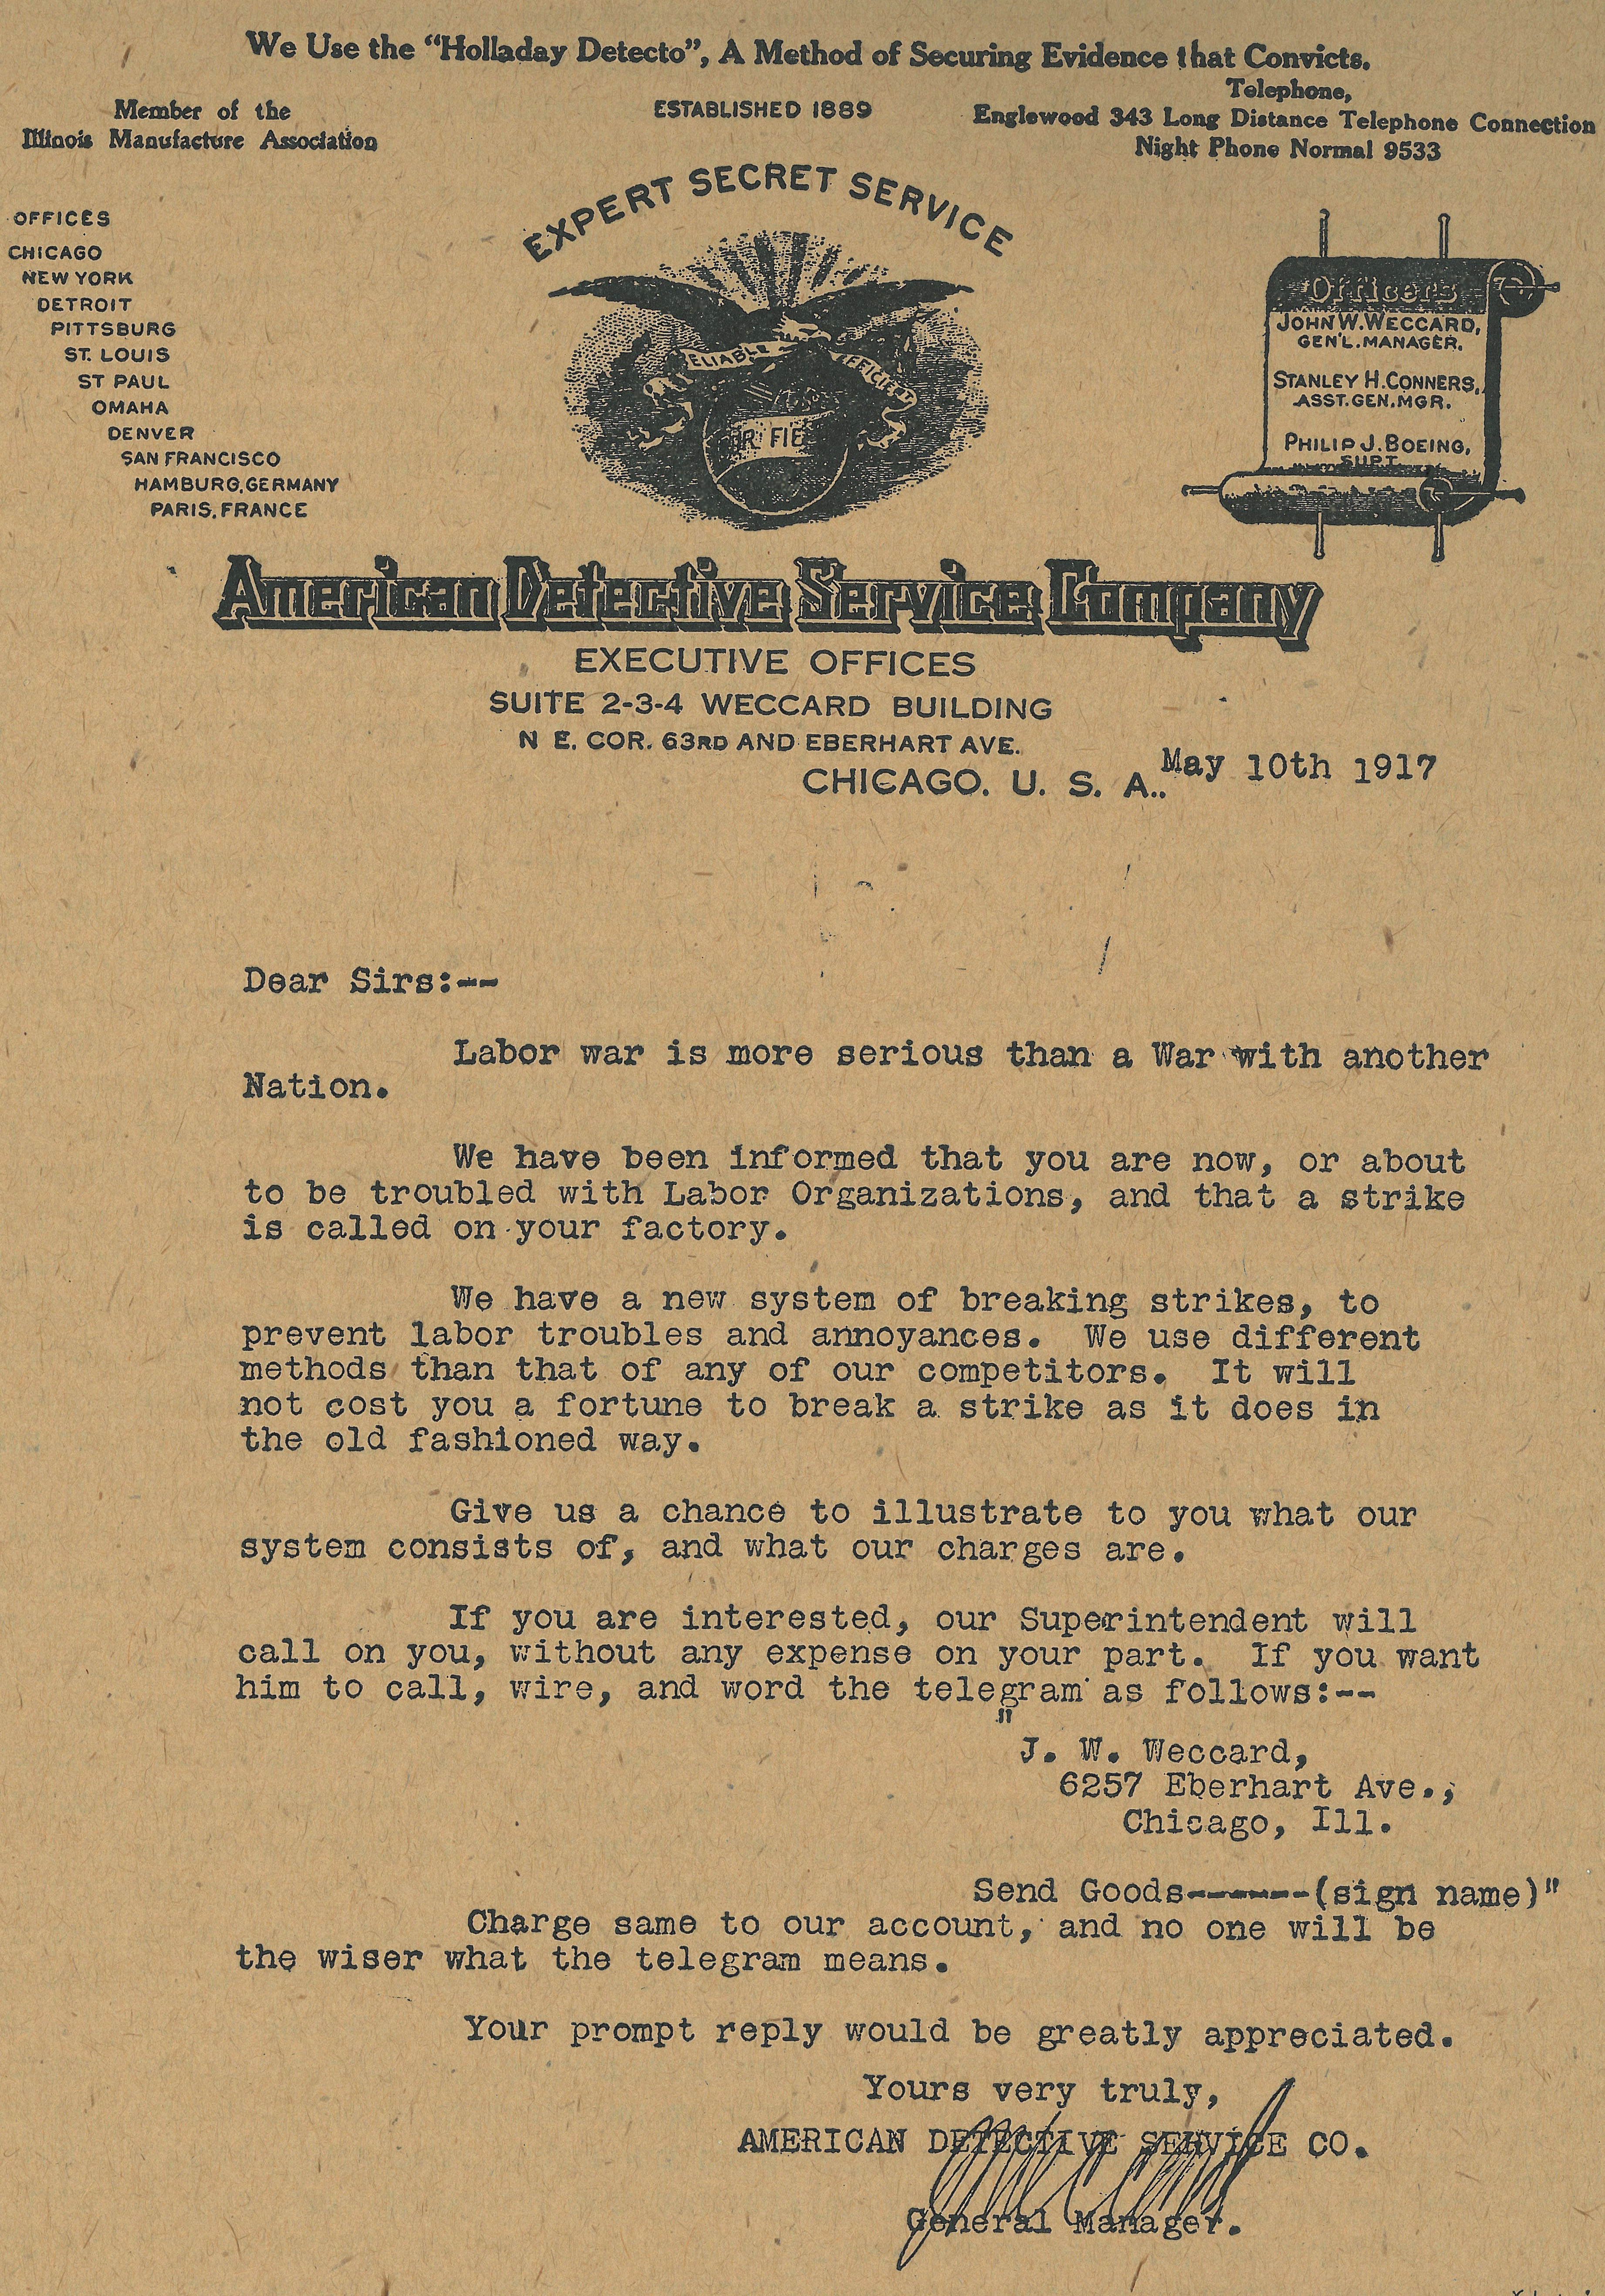 We Use the “Holladay Detecto”, A Method of Securing Evidence that Convicts.
Member of the
Illinois Manufacture Association
ESTABLISHED 1889
Telephone,
Englewood 343 Long Distance Telephone Connection
Night Phone Normal 9533
OFFICES
CHICAGO
NEW YORK
DETROIT
PITTSBURG
ST. LOUIS
ST PAUL
OMAHA
DENVER
SAN FRANCISCO
HAMBURG, GERMANY
PARIS, FRANCE
EXPERT SECRET SERVICE
RELIABLE
EFFICIENT
Officers
JOHN W. WECCARD,
GEN'L. MANAGER.
STANLEY H. CONNERS,
ASST. GEN. MGR.
PHILIP J. BOEING,
SUPT.
American Detective Service Company
EXECUTIVE OFFICES
SUITE 2-3-4 WECCARD BUILDING
N E. COR. 63RD AND EBERHART AVE.
CHICAGO. U. S. A.. May 10th 1917
Dear Sirs:--
Labor war is more serious than a War with another
Nation.
We have been informed that you are now, or about
to be troubled with Labor Organizations, and that a strike
is called on your factory.
We have a new system of breaking strikes, to
prevent labor troubles and annoyances. We use different
methods than that of any of our competitors. It will
not cost you a fortune to break a strike as it does in
the old fashioned way.
Give us a chance to illustrate to you what our
system consists of, and what our charges are.
If you are interested, our Superintendent will
call on you, without any expense on your part. If you want
him to call, wire, and word the telegram as follows:--
"
J. W. Weccard,
6257 Eberhart Ave.,
Chicago, Ill.
Send Goods------(sign name)"
Charge same to our account, and no one will be
the wiser what the telegram means.
Your prompt reply would be greatly appreciated.
Yours very truly,
AMERICAN DETECTIVE SERVICE CO.
General Manager.